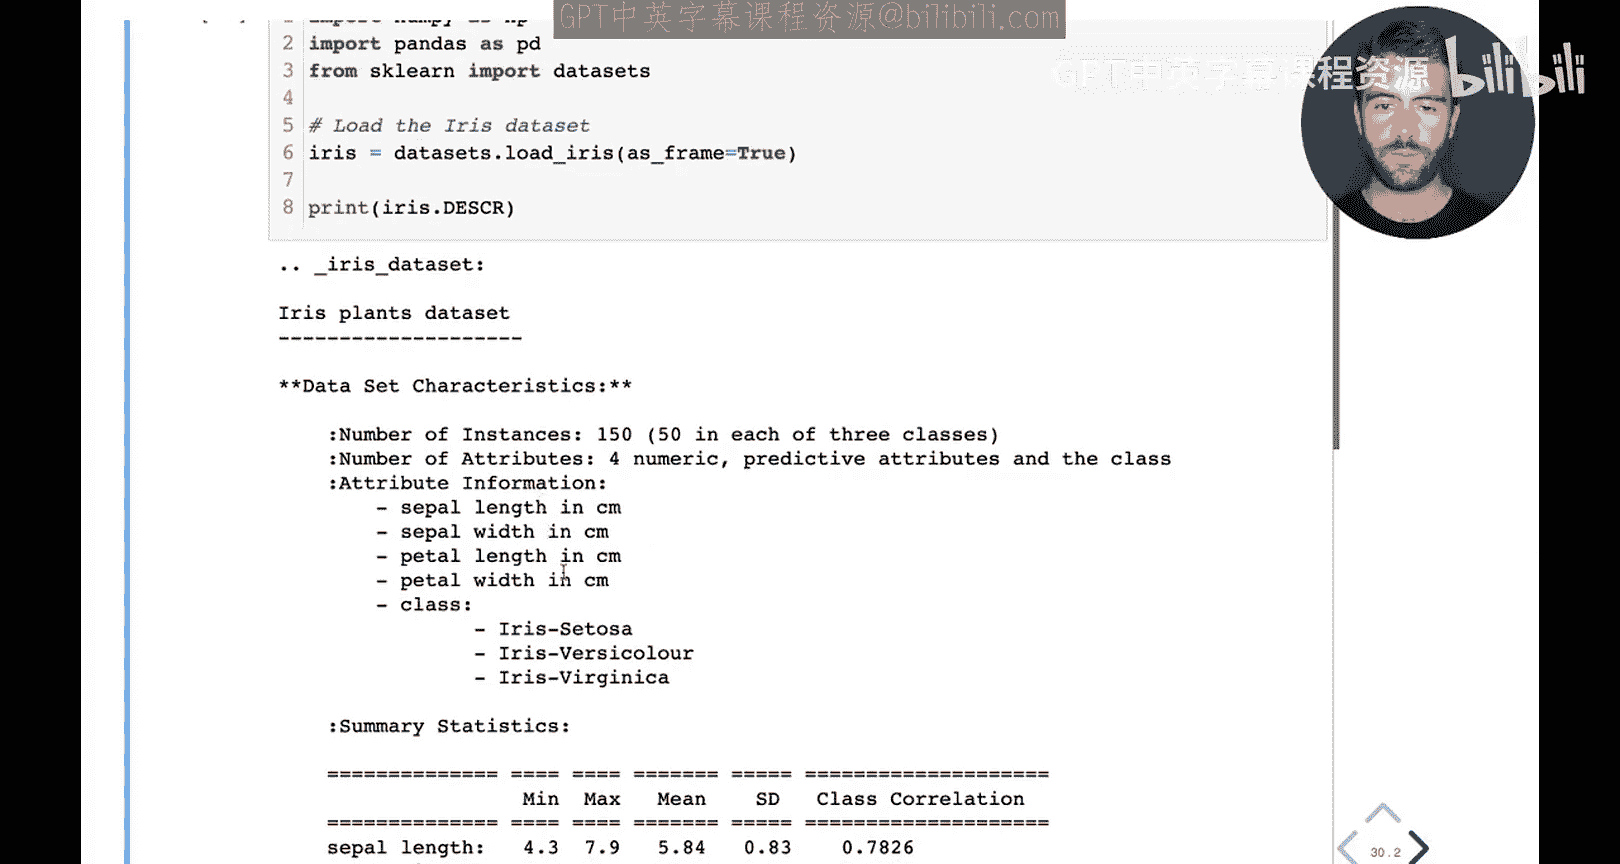 GPT中英字幕课程资源@bilibili.com
GPT中英字幕课程资源 bilibili
1 import numpy as np
2 import pandas as pd
3 from sklearn import datasets
4
5 # Load the Iris dataset
6 iris = datasets.load_iris(as_frame=True)
7
8 print(iris.DESCR)
.. _iris_dataset:
Iris plants dataset
--------------------
**Data Set Characteristics:**
:Number of Instances: 150 (50 in each of three classes)
:Number of Attributes: 4 numeric, predictive attributes and the class
:Attribute Information:
- sepal length in cm
- sepal width in cm
- petal length in cm
- petal width in cm
- class:
- Iris-Setosa
- Iris-Versicolour
- Iris-Virginica
:Summary Statistics:
============== ==== ==== ======= ===== ====================
Min Max Mean SD Class Correlation
============== ==== ==== ======= ===== ====================
sepal length: 4.3 7.9 5.84 0.83 0.7826
30.2